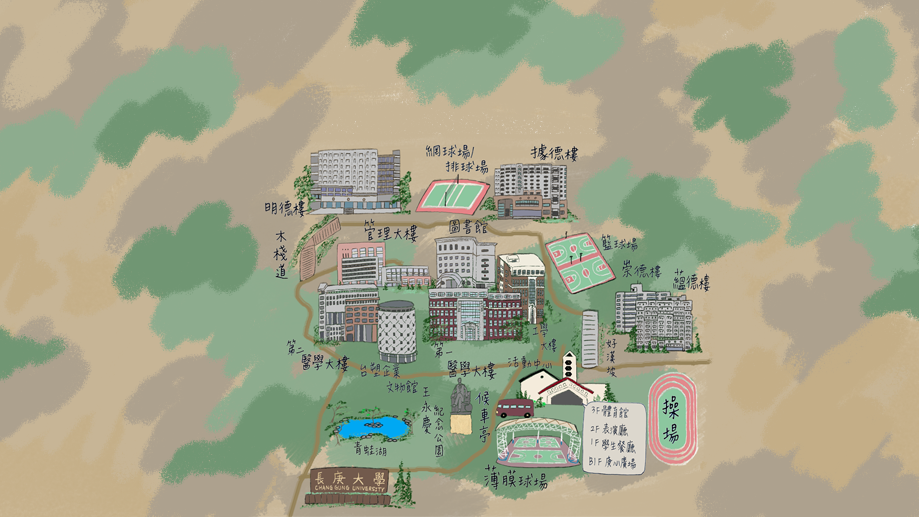 網球場/
排球場
據德樓
明德樓
木棧道
管理大樓
圖書館
籃球場
崇德樓
蘊德樓
第二
醫學大樓
台塑企業
文物館
第一
醫學大樓
學
大樓
好漢坡
活動中心
王永慶
紀念公園
候車亭
操場
3F 體育館
2F 表演廳
1F 學生餐廳
B1F 庚小廣場
青蛙湖
薄膜球場
長庚大學
CHANG GUNG UNIVERSITY